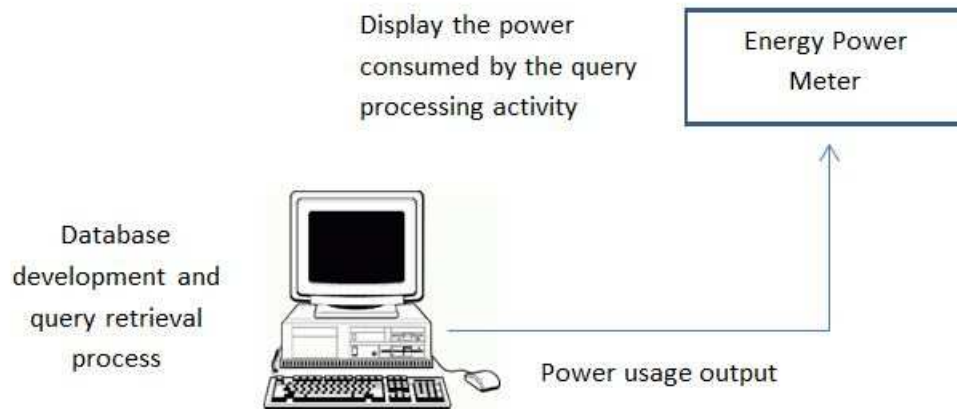 Display the power
consumed by the query
processing activity
Energy Power
Meter
Database
development and
query retrieval
process
Power usage output